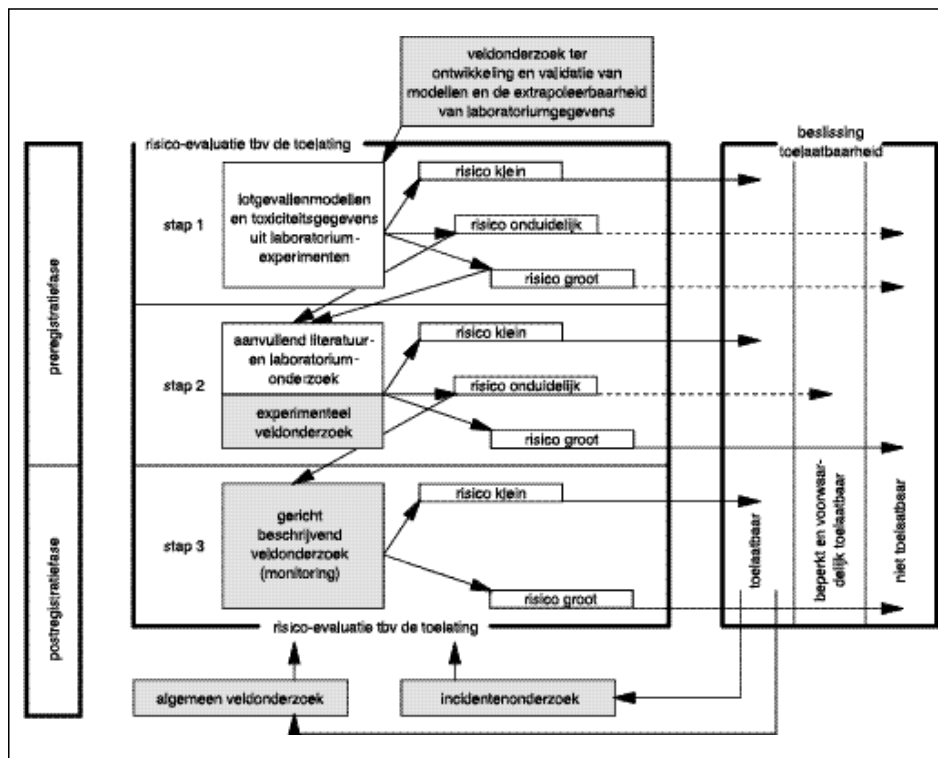 veldonderzoek ter
ontwikkeling en validatie van
modellen en de extrapoleerbaarheid
van laboratoriumgegevens
risico-evaluatie tbv de toelating
beslissing
toelaatbaarheid
preregistratiefase
stap 1
lotgevallenmodellen
en toxiciteitsgegevens
uit laboratorium-
experimenten
risico klein
risico onduidelijk
risico groot
stap 2
aanvullend literatuur-
en laboratorium-
onderzoek
experimenteel
veldonderzoek
risico klein
risico onduidelijk
risico groot
postregistratiefase
stap 3
gericht
beschrijvend
veldonderzoek
(monitoring)
risico klein
risico groot
toelaatbaar
beperkt en voorwaar-
delijk toelaatbaar
niet toelaatbaar
risico-evaluatie tbv de toelating
algemeen veldonderzoek
incidentenonderzoek